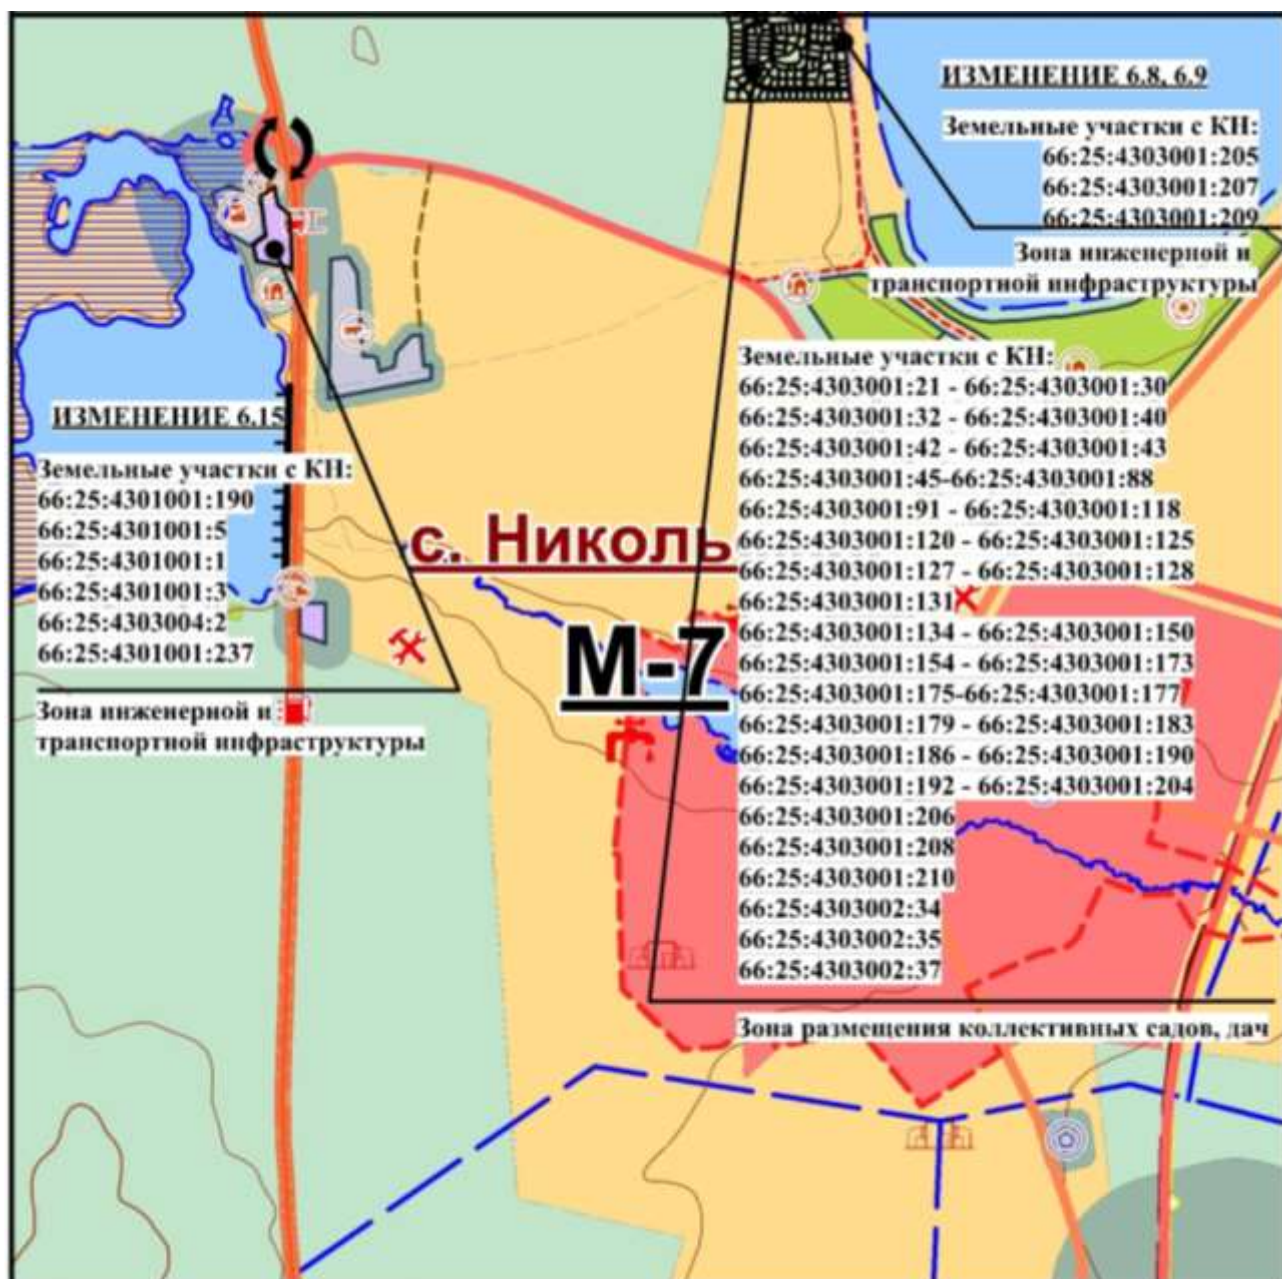 ИЗМЕНЕНИЕ 6.8, 6.9
Земельные участки с КН:
66:25:4303001:205
66:25:4303001:207
66:25:4303001:209
Зона инженерной и
транспортной инфраструктуры
Земельные участки с КН:
66:25:4303001:21 - 66:25:4303001:30
66:25:4303001:32 - 66:25:4303001:40
66:25:4303001:42 - 66:25:4303001:43
66:25:4303001:45-66:25:4303001:88
66:25:4303001:91 - 66:25:4303001:118
66:25:4303001:120 - 66:25:4303001:125
66:25:4303001:127 - 66:25:4303001:128
66:25:4303001:131
66:25:4303001:134 - 66:25:4303001:150
66:25:4303001:154 - 66:25:4303001:173
66:25:4303001:175-66:25:4303001:177
66:25:4303001:179 - 66:25:4303001:183
66:25:4303001:186 - 66:25:4303001:190
66:25:4303001:192 - 66:25:4303001:204
66:25:4303001:206
66:25:4303001:208
66:25:4303001:210
66:25:4303002:34
66:25:4303002:35
66:25:4303002:37
Зона размещения коллективных садов, дач
ИЗМЕНЕНИЕ 6.15
Земельные участки с КН:
66:25:4301001:190
66:25:4301001:5
66:25:4301001:1
66:25:4301001:3
66:25:4303004:2
66:25:4301001:237
Зона инженерной и
транспортной инфраструктуры
с. Николь
М-7